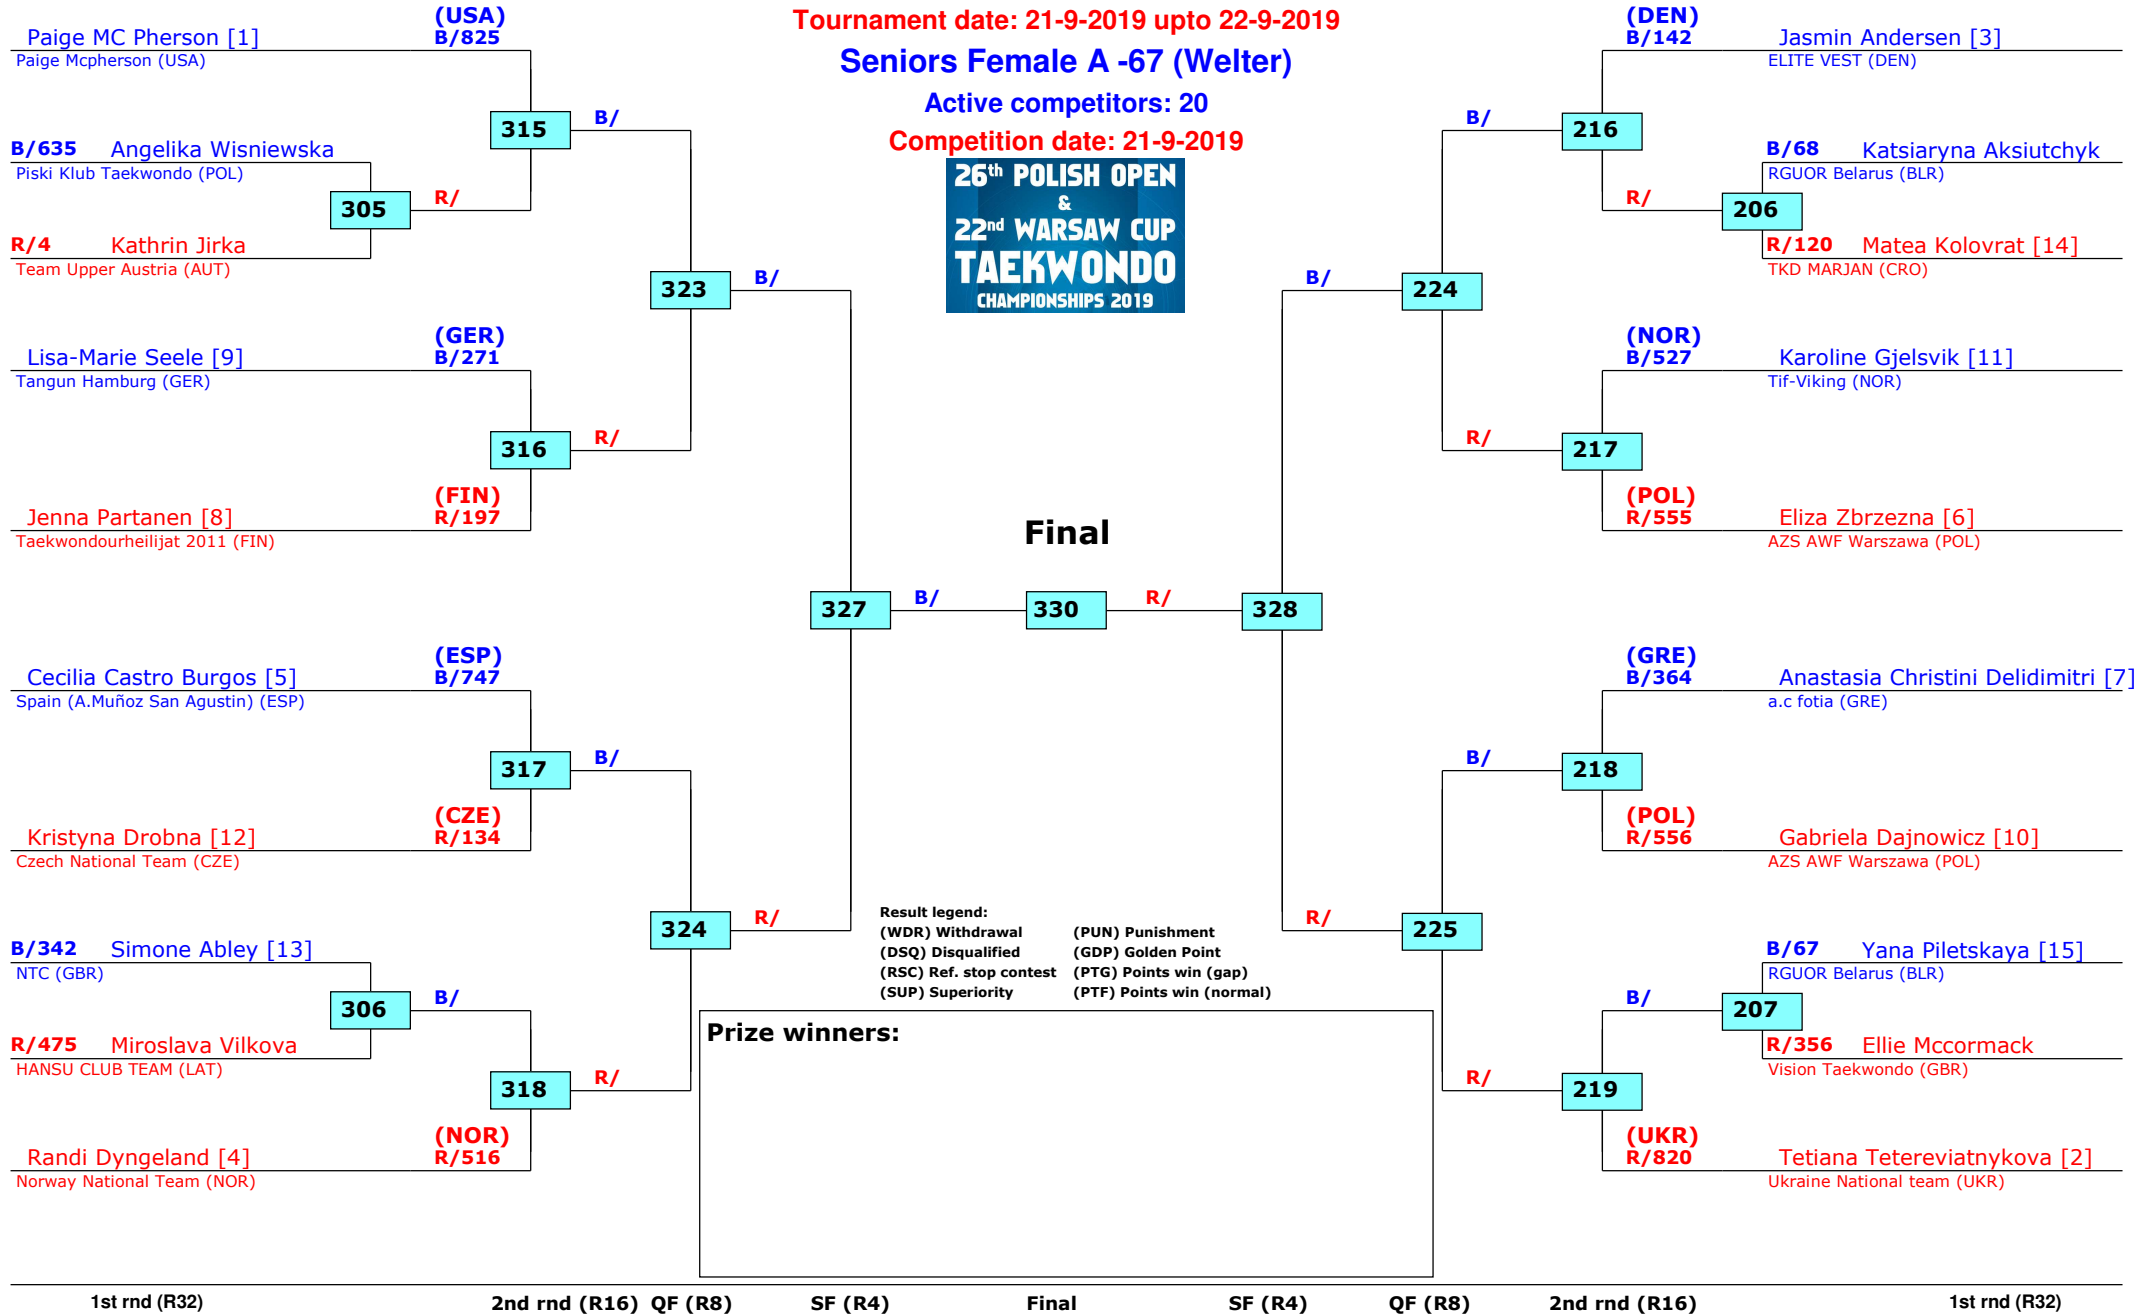 Tournament date: 21-9-2019 upto 22-9-2019
Seniors Female A -67 (Welter)
Active competitors: 20
Competition date: 21-9-2019
26th POLISH OPEN
&
22nd WARSAW CUP
TAEKWONDO
CHAMPIONSHIPS 2019
(USA)
Paige MC Pherson [1] B/825
Paige Mcpherson (USA)
315 B/
B/635 Angelika Wisniewska
Piski Klub Taekwondo (POL)
305 R/
R/4 Kathrin Jirka
Team Upper Austria (AUT)
323 B/
(GER)
Lisa-Marie Seele [9] B/271
Tangun Hamburg (GER)
316 R/
(FIN)
Jenna Partanen [8] R/197
Taekwondourheilijat 2011 (FIN)
327 B/
(ESP)
Cecilia Castro Burgos [5] B/747
Spain (A.Muñoz San Agustin) (ESP)
317 B/
(CZE)
Kristyna Drobna [12] R/134
Czech National Team (CZE)
324 R/
B/342 Simone Abley [13]
NTC (GBR)
306 B/
R/475 Miroslava Vilkova
HANSU CLUB TEAM (LAT)
318 R/
(NOR)
Randi Dyngeland [4] R/516
Norway National Team (NOR)
Final
330
(DEN)
B/142 Jasmin Andersen [3]
ELITE VEST (DEN)
B/ 216
B/68 Katsiaryna Aksiutchyk
RGUOR Belarus (BLR)
R/ 206
R/120 Matea Kolovrat [14]
TKD MARJAN (CRO)
B/ 224
(NOR)
B/527 Karoline Gjelsvik [11]
Tif-Viking (NOR)
R/ 217
(POL)
R/555 Eliza Zbrzezna [6]
AZS AWF Warszawa (POL)
R/ 328
(GRE)
B/364 Anastasia Christini Delidimitri [7]
a.c fotia (GRE)
B/ 218
(POL)
R/556 Gabriela Dajnowicz [10]
AZS AWF Warszawa (POL)
R/ 225
B/67 Yana Piletskaya [15]
RGUOR Belarus (BLR)
B/ 207
R/356 Ellie Mccormack
Vision Taekwondo (GBR)
R/ 219
(UKR)
R/820 Tetiana Tetereviatnykova [2]
Ukraine National team (UKR)
Result legend:
(WDR) Withdrawal (PUN) Punishment
(DSQ) Disqualified (GDP) Golden Point
(RSC) Ref. stop contest (PTG) Points win (gap)
(SUP) Superiority (PTF) Points win (normal)
Prize winners:
1st rnd (R32) 2nd rnd (R16) QF (R8) SF (R4) Final SF (R4) QF (R8) 2nd rnd (R16) 1st rnd (R32)